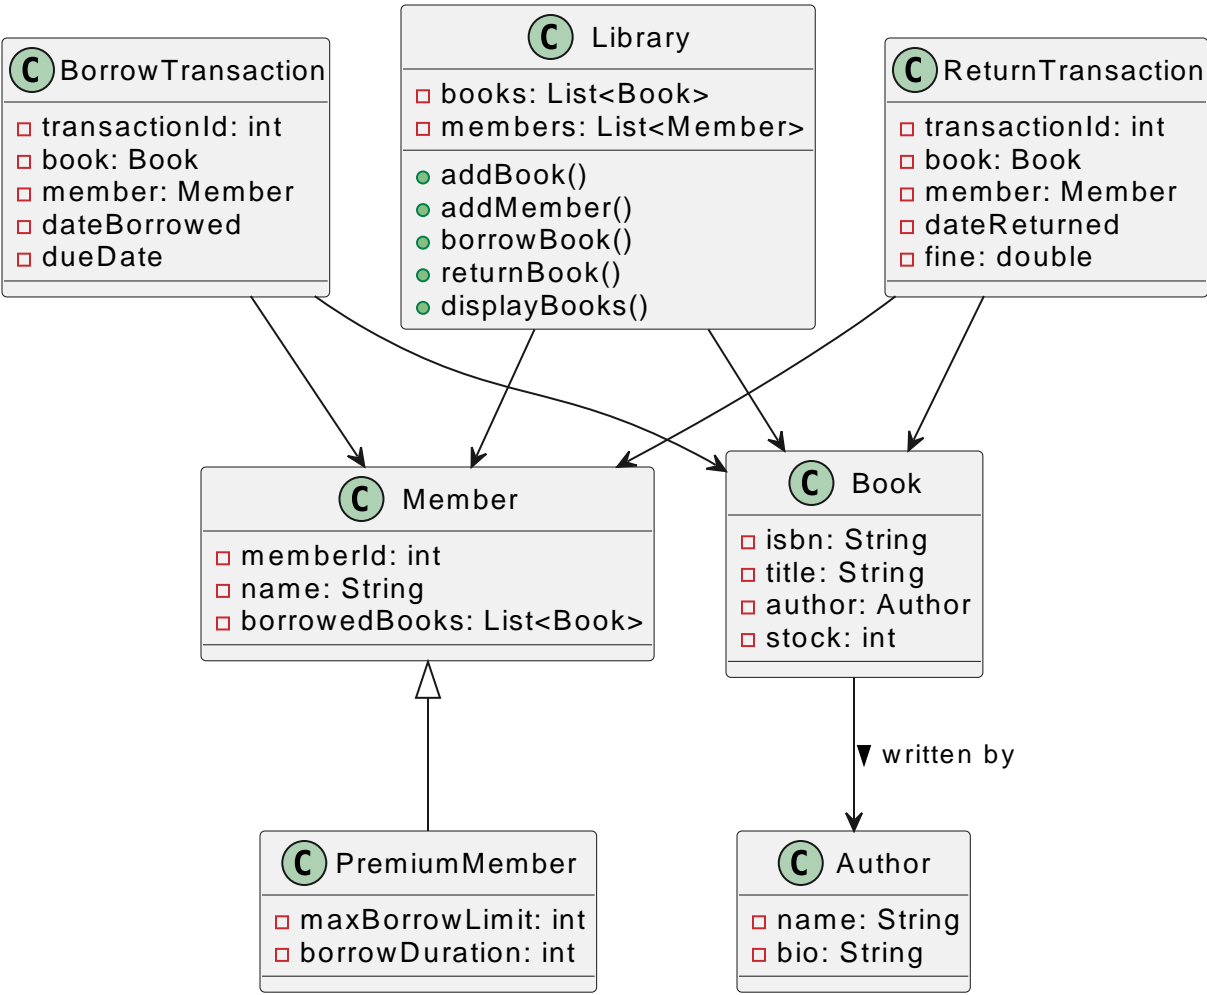 C BorrowTransaction
transactionId: int
book: Book
member: Member
dateBorrowed
dueDate
C Library
books: List<Book>
members: List<Member>
addBook()
addMember()
borrowBook()
returnBook()
displayBooks()
C ReturnTransaction
transactionId: int
book: Book
member: Member
dateReturned
fine: double
C Member
memberId: int
name: String
borrowedBooks: List<Book>
C Book
isbn: String
title: String
author: Author
stock: int
written by
C PremiumMember
maxBorrowLimit: int
borrowDuration: int
C Author
name: String
bio: String